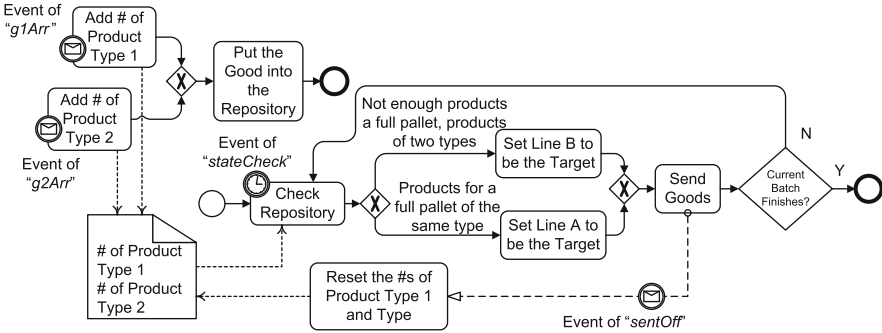 Event of
“g1Arr”
Add # of
Product
Type 1
Put the
Good into
the
Repository
Add # of
Product
Type 2
Event of
“g2Arr”
Event of
“stateCheck”
Check
Repository
Not enough products
a full pallet, products
of two types
Set Line B to
be the Target
Products for a
full pallet of the
same type
Set Line A to
be the Target
Send
Goods
N
Current
Batch
Finishes?
Y
# of Product
Type 1
# of Product
Type 2
Reset the #s of
Product Type 1
and Type
Event of “sentOff”